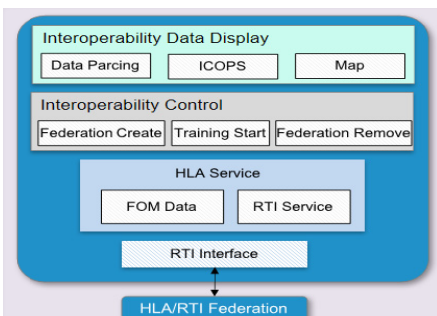 Interoperability Data Display
Data Parcing ICOPS Map
Interoperability Control
Federation Create Training Start Federation Remove
HLA Service
FOM Data RTI Service
RTI Interface
HLA/RTI Federation